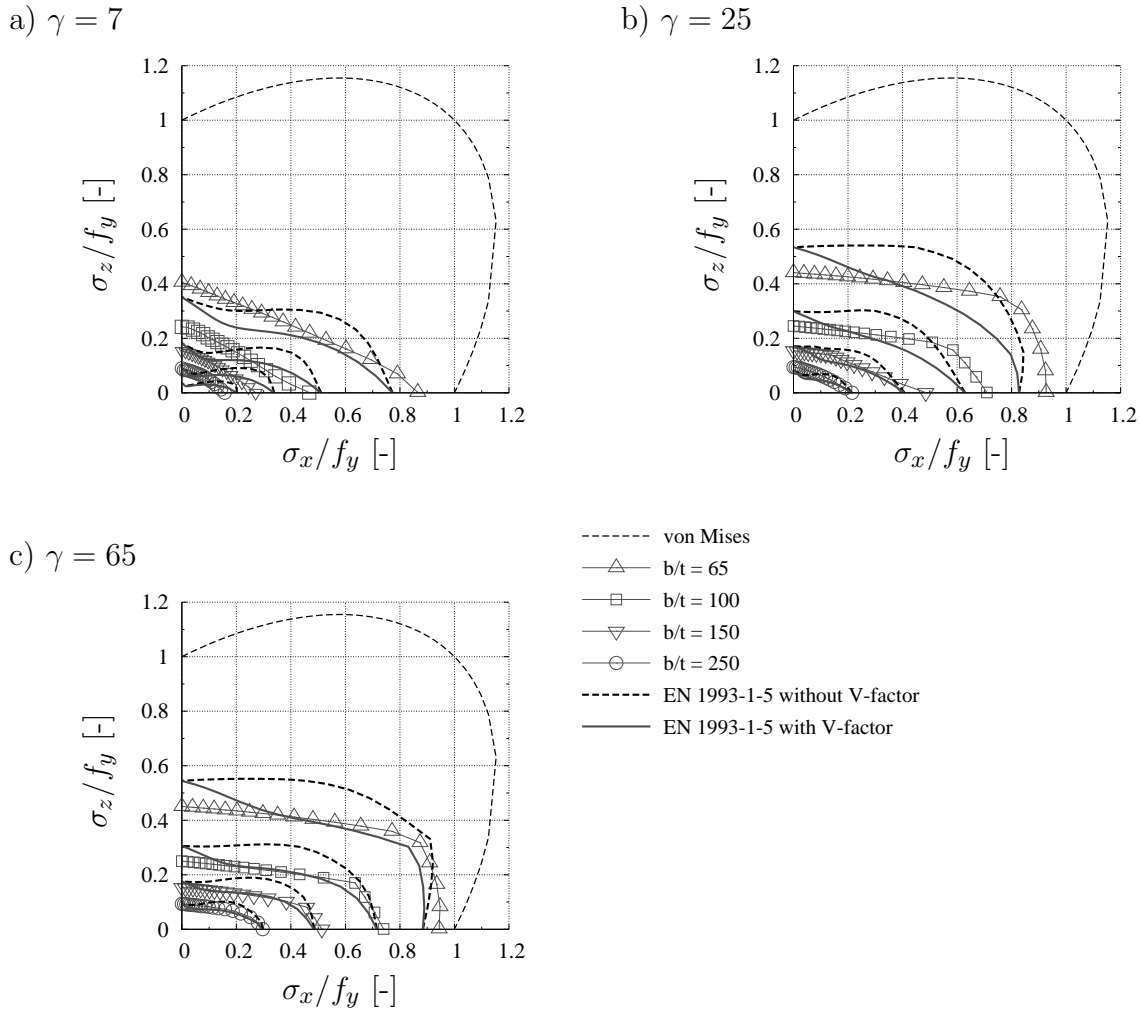 a) γ = 7
1.2
1
0.8
0.6
0.4
0.2
0
σz/fy [-]
0 0.2 0.4 0.6 0.8 1 1.2
σx/fy [-]
b) γ = 25
1.2
1
0.8
0.6
0.4
0.2
0
σz/fy [-]
0 0.2 0.4 0.6 0.8 1 1.2
σx/fy [-]
c) γ = 65
1.2
1
0.8
0.6
0.4
0.2
0
σz/fy [-]
0 0.2 0.4 0.6 0.8 1 1.2
σx/fy [-]
von Mises
b/t = 65
b/t = 100
b/t = 150
b/t = 250
EN 1993-1-5 without V-factor
EN 1993-1-5 with V-factor